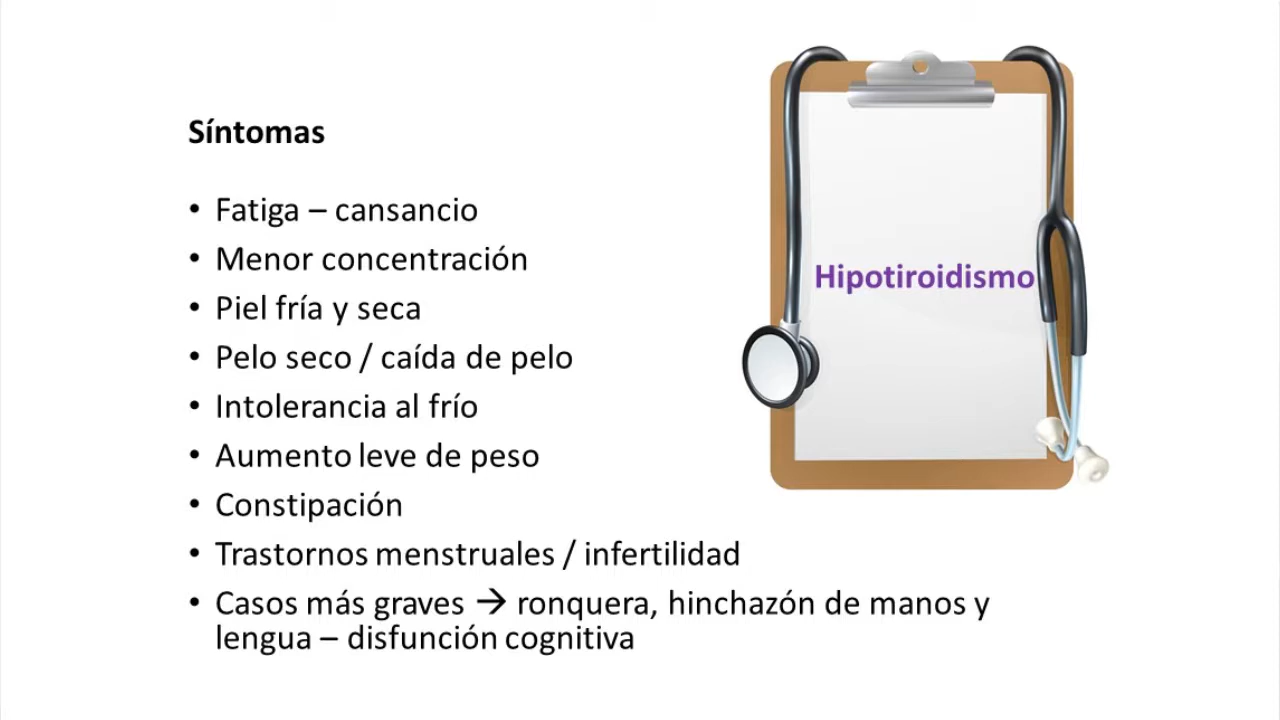 Síntomas
• Fatiga – cansancio
• Menor concentración
• Piel fría y seca
• Pelo seco / caída de pelo
• Intolerancia al frío
• Aumento leve de peso
• Constipación
• Trastornos menstruales / infertilidad
• Casos más graves → ronquera, hinchazón de manos y
lengua – disfunción cognitiva
Hipotiroidismo